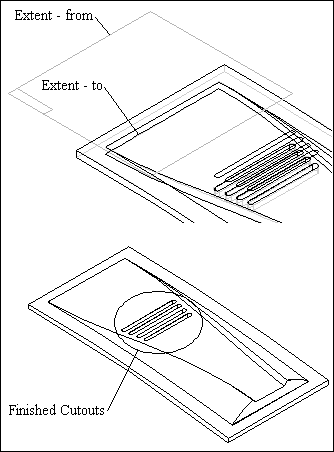 Extent - from
Extent - to
Finished Cutouts